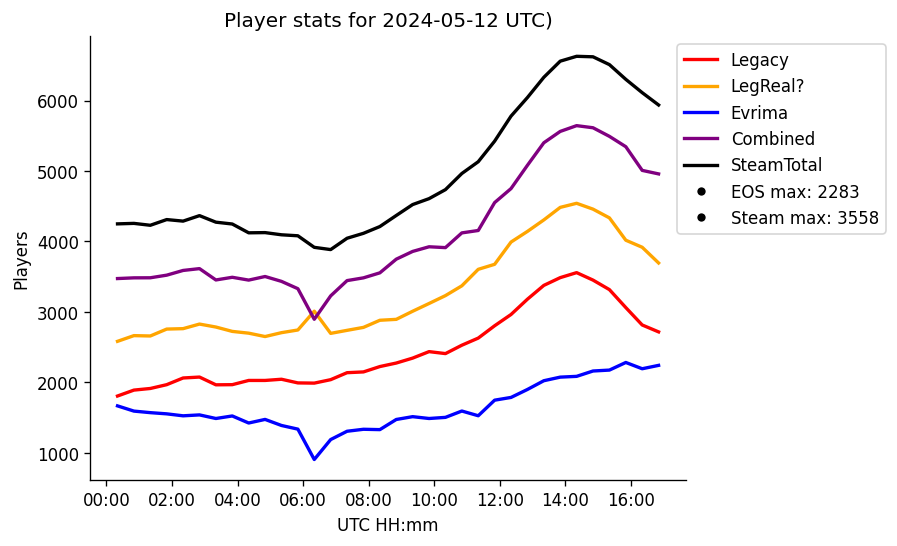 Player stats for 2024-05-12 UTC)
Legacy
LegReal?
Evrima
Combined
SteamTotal
EOS max: 2283
Steam max: 3558
Players
6000
5000
4000
3000
2000
1000
00:00 02:00 04:00 06:00 08:00 10:00 12:00 14:00 16:00
UTC HH:mm